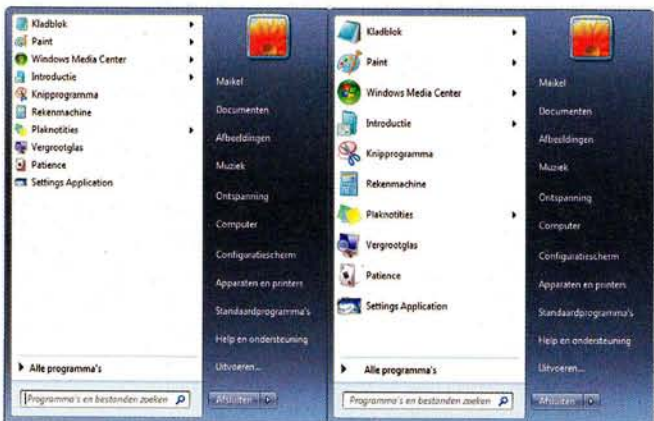 Kladblok
Paint
Windows Media Center
Introductie
Knipprogramma
Rekenmachine
Plaknotities
Vergrootglas
Patience
Settings Application
Alle programma's
Programma's en bestanden zoeken
Maikel
Documenten
Afbeeldingen
Muziek
Ontspanning
Computer
Configuratiescherm
Apparaten en printers
Standaardprogramma's
Help en ondersteuning
Uitvoeren...
Afsluiten
Kladblok
Paint
Windows Media Center
Introductie
Knipprogramma
Rekenmachine
Plaknotities
Vergrootglas
Patience
Settings Application
Alle programma's
Programma's en bestanden zoeken
Maikel
Documenten
Afbeeldingen
Muziek
Ontspanning
Computer
Configuratiescherm
Apparaten en printers
Standaardprogramma's
Help en ondersteuning
Uitvoeren...
Afsluiten